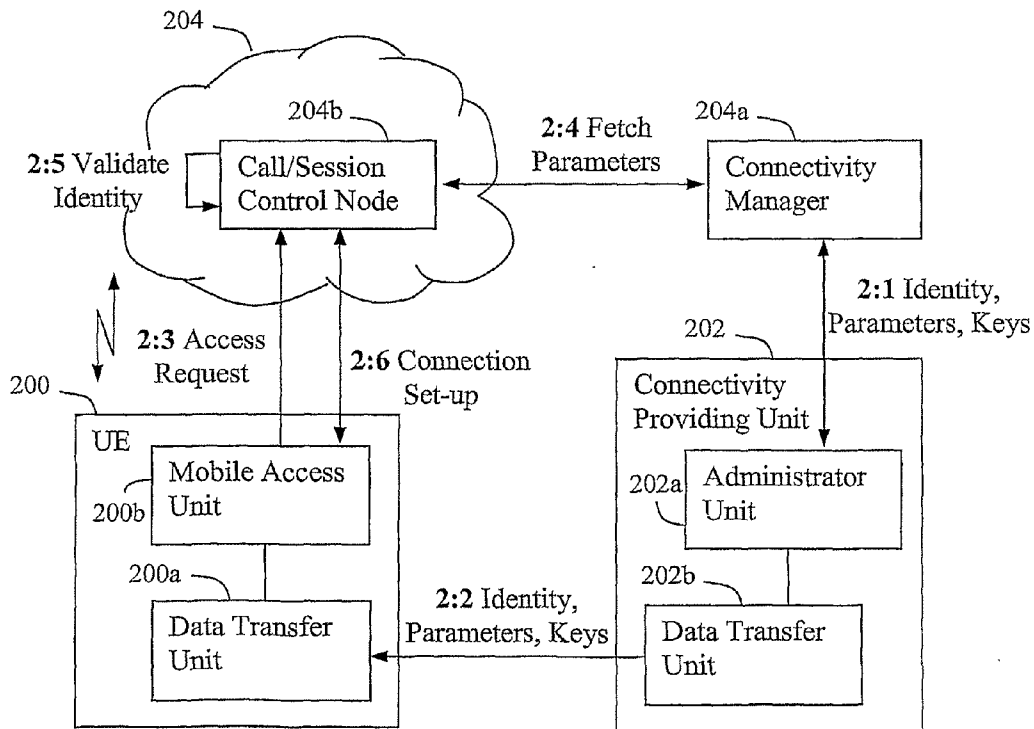 204
204b
Call/Session
Control Node
2:5 Validate
Identity
2:4 Fetch
Parameters
204a
Connectivity
Manager
2:1 Identity,
Parameters, Keys
2:3 Access
Request
2:6 Connection
Set-up
200
UE
Mobile Access
Unit
200b
200a
Data Transfer
Unit
2:2 Identity,
Parameters, Keys
202
Connectivity
Providing Unit
202a
Administrator
Unit
202b
Data Transfer
Unit